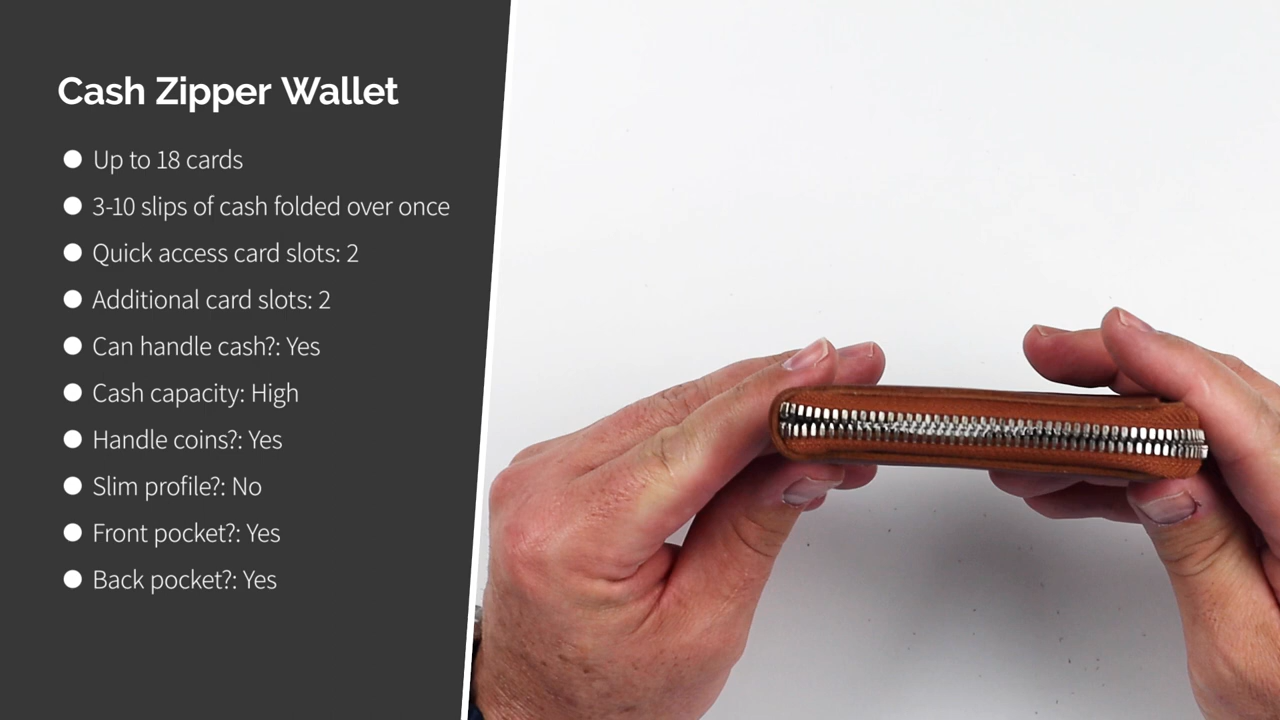 Cash Zipper Wallet
Up to 18 cards
3-10 slips of cash folded over once
Quick access card slots: 2
Additional card slots: 2
Can handle cash?: Yes
Cash capacity: High
Handle coins?: Yes
Slim profile?: No
Front pocket?: Yes
Back pocket?: Yes